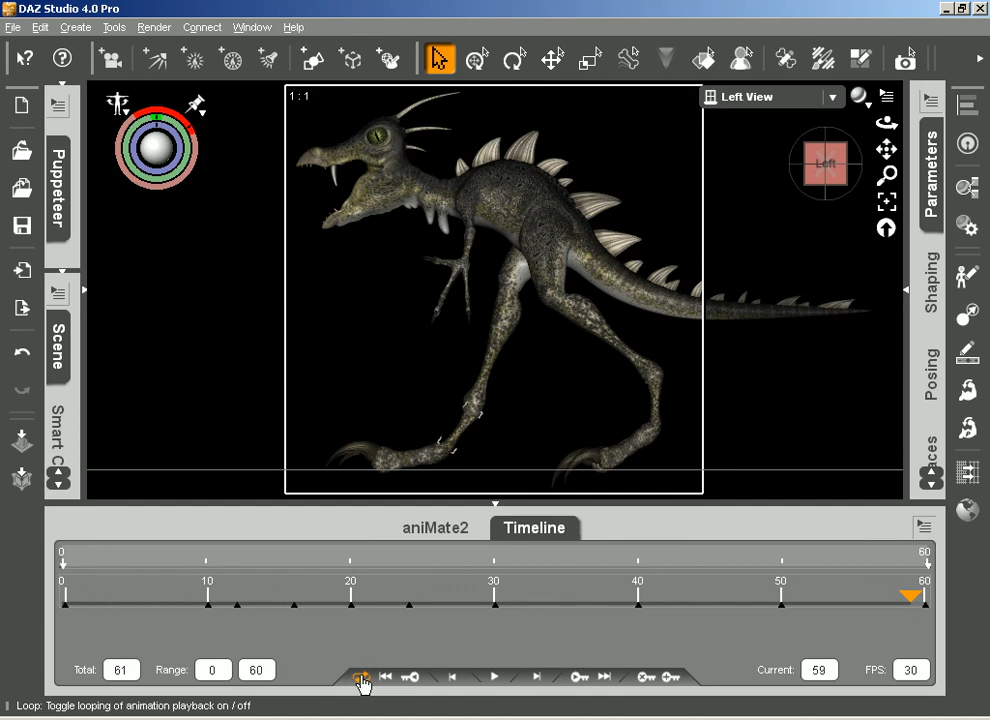 DAZ Studio 4.0 Pro
File Edit Create Tools Render Connect Window Help
1:1
Left View
Left
Puppeteer
Scene
Smart C
Parameters
Shaping
Posing
aces
aniMate2 Timeline
0 60
0 10 20 30 40 50 60
Total: 61 Range: 0 60 Current: 59 FPS: 30
Loop: Toggle looping of animation playback on / off